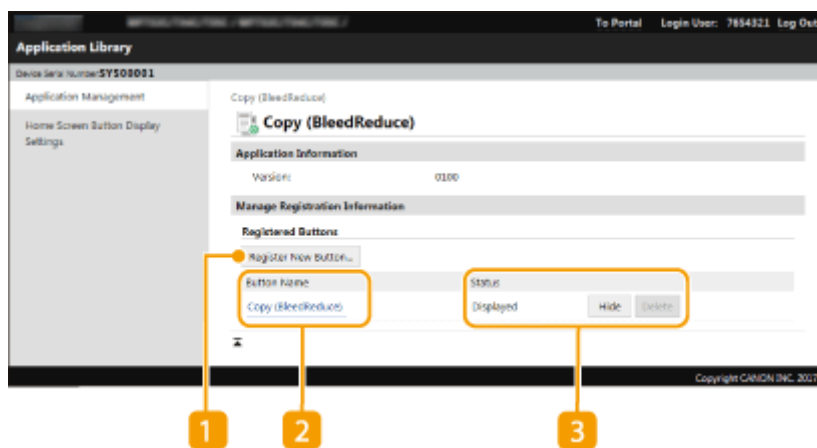 To Portal Login User: 7654321 Log Out
Application Library
Device Serial Number:SYS00001
Application Management
Home Screen Button Display
Settings
Copy (BleedReduce)
Copy (BleedReduce)
Application Information
Version: 0100
Manage Registration Information
Registered Buttons
Register New Button...
Button Name Status
Copy (BleedReduce) Displayed Hide Delete
Copyright CANON INC. 2017
1 2 3